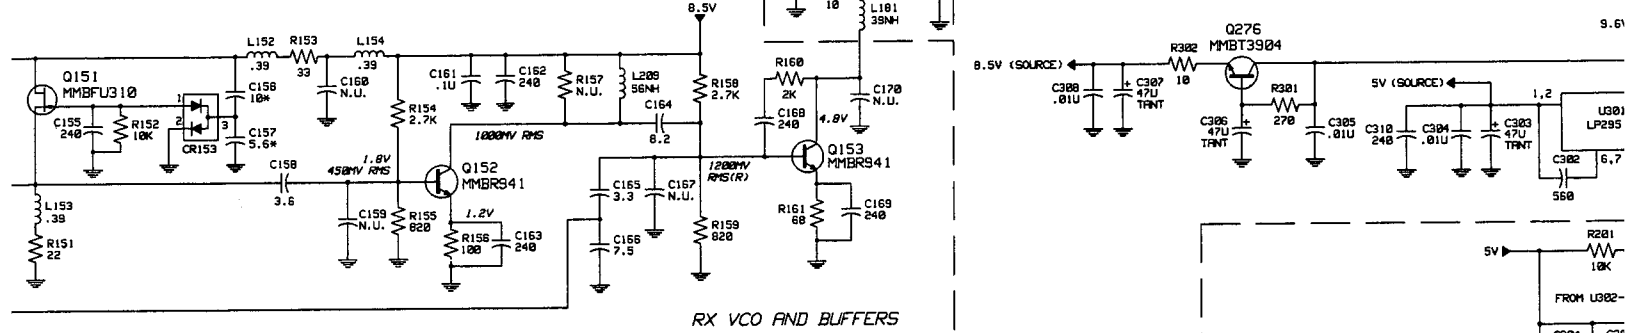 8.5V
10
L181
39NH
Q276
MMBT3904
9.6V
L152
.39
R153
33
L154
.39
Q151
MMBFU310
C155
240
R152
10K
1
2
3
CR153
C156
10*
C157
5.6*
C160
N.U.
R154
2.7K
C161
.1U
C162
240
R157
N.U.
L209
56NH
C164
8.2
R158
2.7K
R160
2K
C168
240
4.8V
C170
N.U.
8.5V (SOURCE)
R302
10
C308
.01U
C307
47U
TANT
+
R301
270
C306
47U
TANT
+
C305
.01U
5V (SOURCE)
1,2
U301
LP295
C310
240
C304
.01U
C303
47U
TANT
+
C302
560
6,7
1000MV RMS
1.8V
450MV RMS
C158
3.6
Q152
MMBR941
1200MV
RMS(R)
Q153
MMBR941
L153
.39
R151
22
C159
N.U.
R155
820
1.2V
R156
100
C163
240
C165
3.3
C167
N.U.
C166
7.5
R159
820
R161
68
C169
240
5V
R201
10K
FROM U302-
RX VCO AND BUFFERS